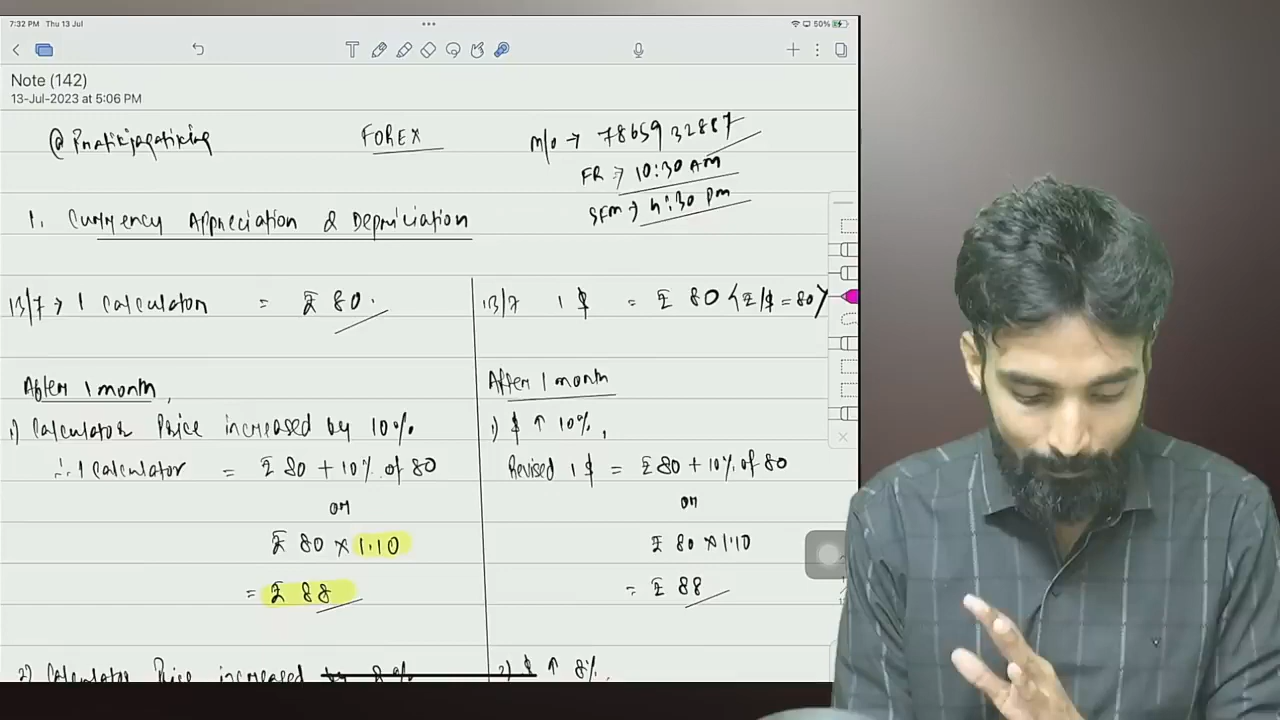 7:32 PM Thu 13 Jul
50%
Note (142)
13-Jul-2023 at 5:06 PM
@Pratikjagatiking FOREX M/o → 7865932887
FR → 10:30 AM
SFM → 4:30 PM
1. Currency Appreciation & Depriciation
13/7 → 1 Calculator = ₹ 80.
After 1 month,
1) Calculator Price increased by 10%
∴ 1 Calculator = ₹ 80 + 10% of 80
or
₹ 80 × 1.10
= ₹ 88
2) Calculator Price increased by 8%
13/7 1 $ = ₹ 80 {₹/$ = 80}
After 1 month
1) $ ↑ 10%,
Revised 1 $ = ₹80 + 10% of 80
or
₹ 80 × 1.10
= ₹ 88
2) $ ↑ 8%,